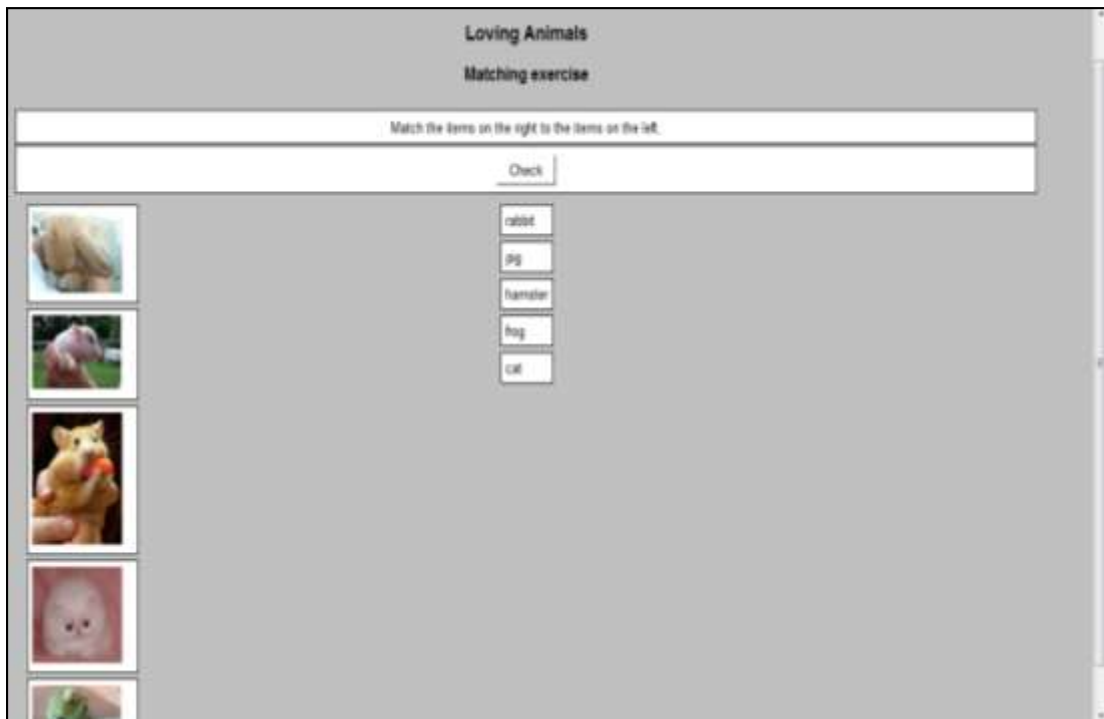 Loving Animals
Matching exercise
Match the items on the right to the items on the left.
Check
rabbit
pig
hamster
frog
cat